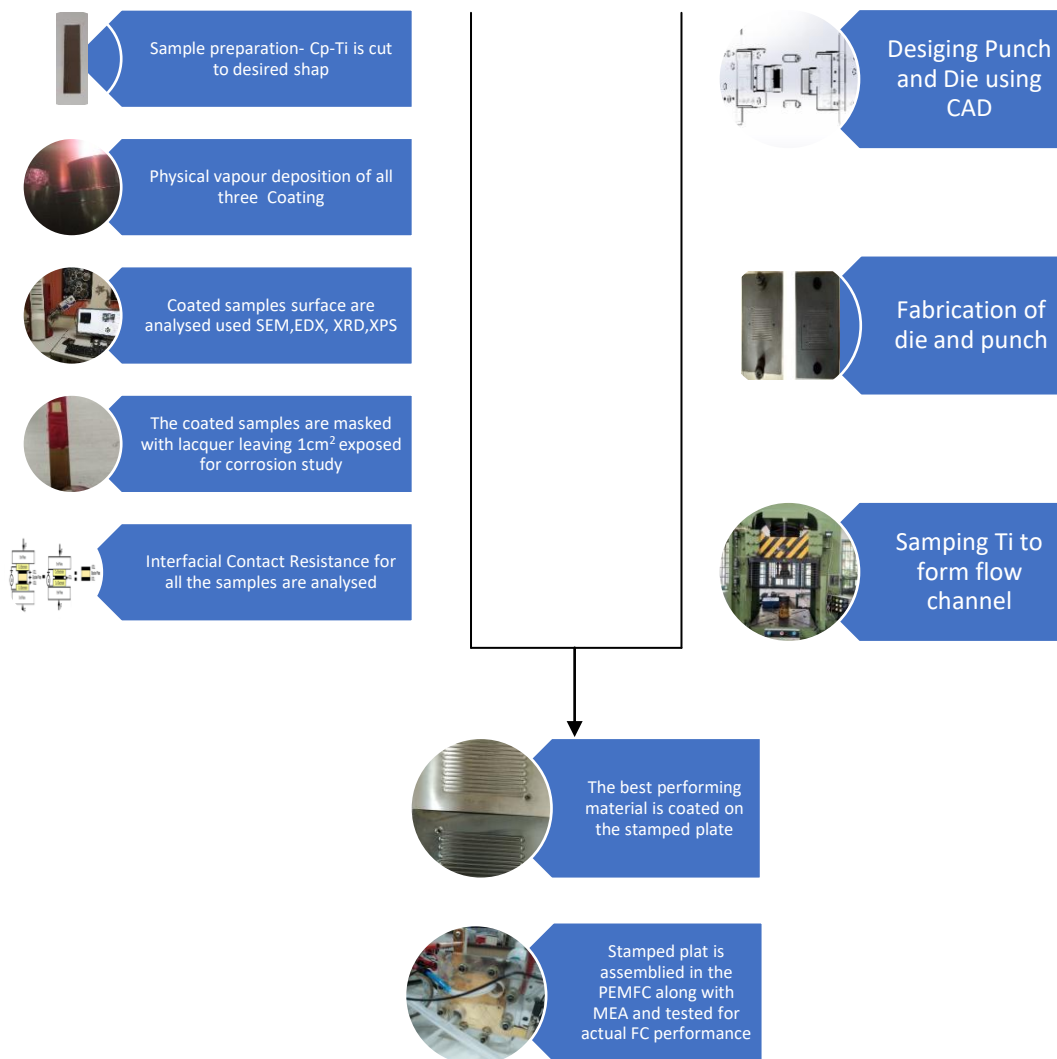 Sample preparation- Cp-Ti is cut
to desired shap
Physical vapour deposition of all
three  Coating
Coated samples surface are
analysed used SEM,EDX, XRD,XPS
The coated samples are masked
with lacquer leaving 1cm² exposed
for corrosion study
Interfacial Contact Resistance for
all the samples are analysed
Desiging Punch
and Die using
CAD
Fabrication of
die and punch
Samping Ti to
form flow
channel
The best performing
material is coated on
the stamped plate
Stamped plat is
assemblied in the
PEMFC along with
MEA and tested for
actual FC performance